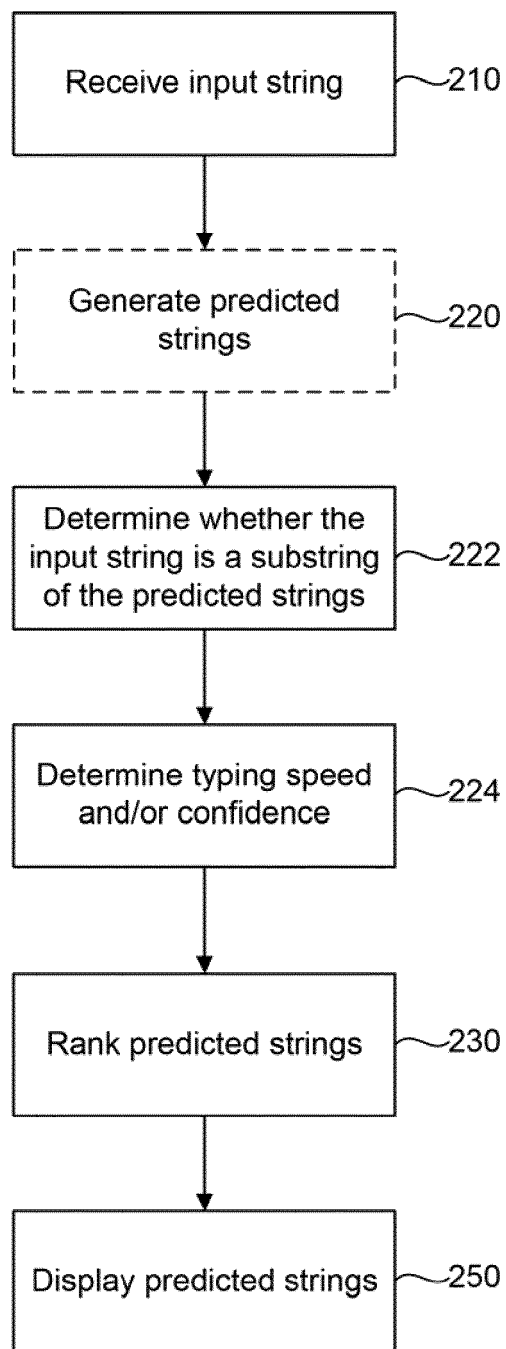 Receive input string
210
Generate predicted
strings
220
Determine whether the
input string is a substring
of the predicted strings
222
Determine typing speed
and/or confidence
224
Rank predicted strings
230
Display predicted strings
250